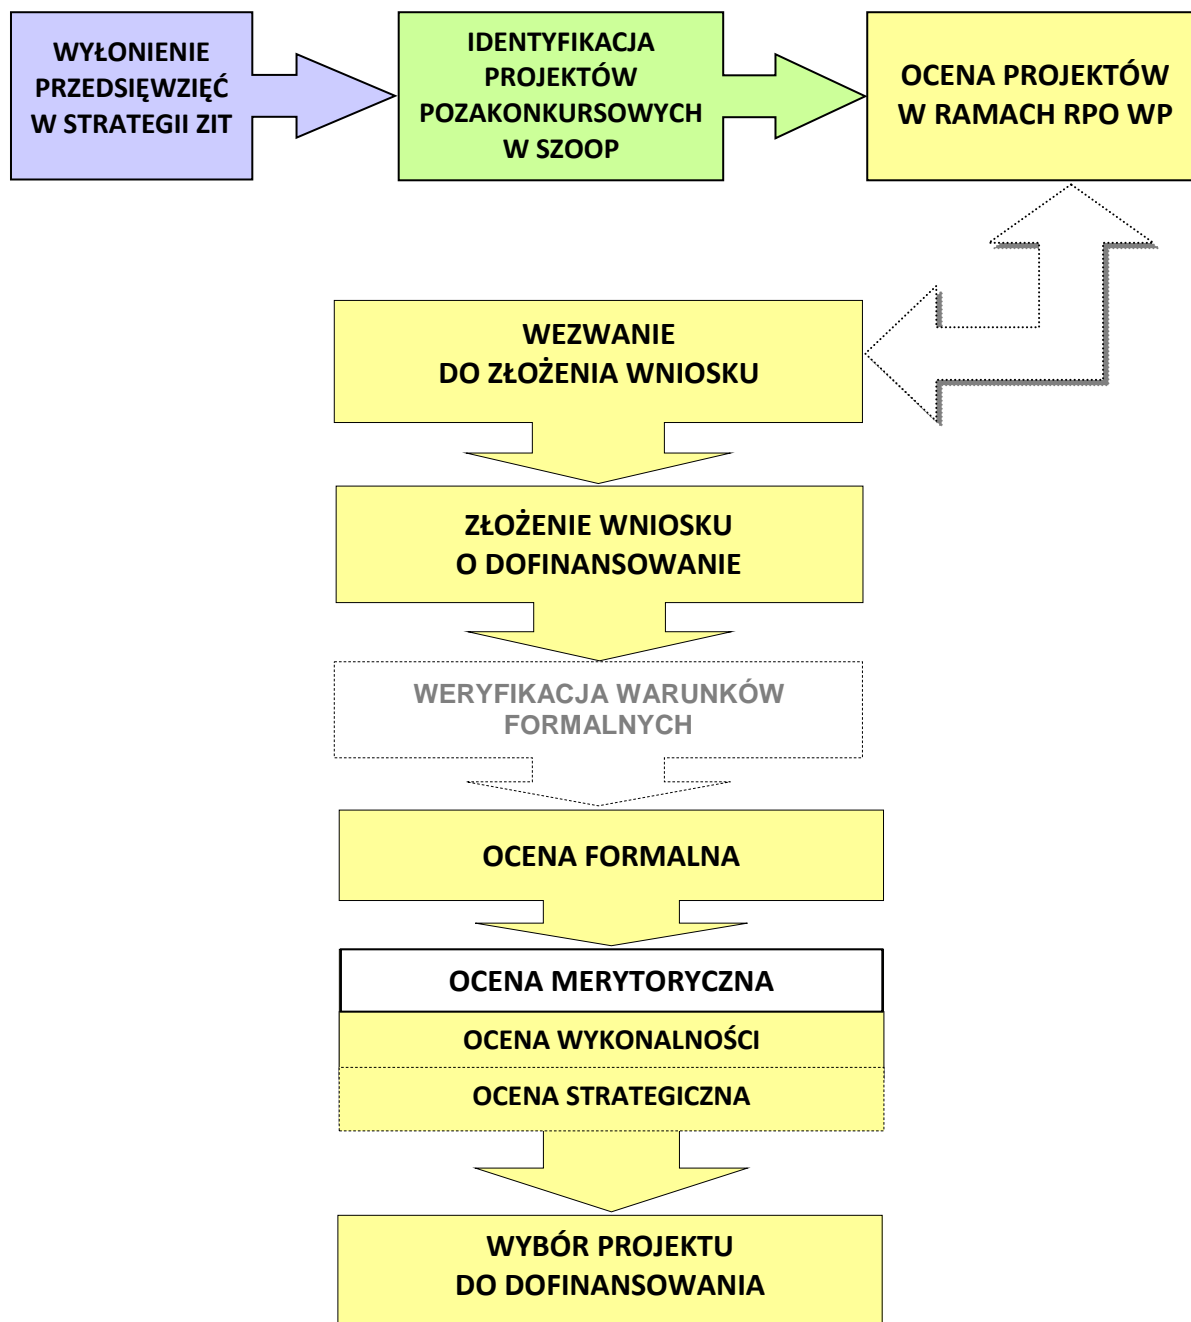 WYŁONIENIE
PRZEDSIĘWZIĘĆ
W STRATEGII ZIT
IDENTYFIKACJA
PROJEKTÓW
POZAKONKURSOWYCH
W SZOOP
OCENA PROJEKTÓW
W RAMACH RPO WP
WEZWANIE
DO ZŁOŻENIA WNIOSKU
ZŁOŻENIE WNIOSKU
O DOFINANSOWANIE
WERYFIKACJA WARUNKÓW
FORMALNYCH
OCENA FORMALNA
OCENA MERYTORYCZNA
OCENA WYKONALNOŚCI
OCENA STRATEGICZNA
WYBÓR PROJEKTU
DO DOFINANSOWANIA